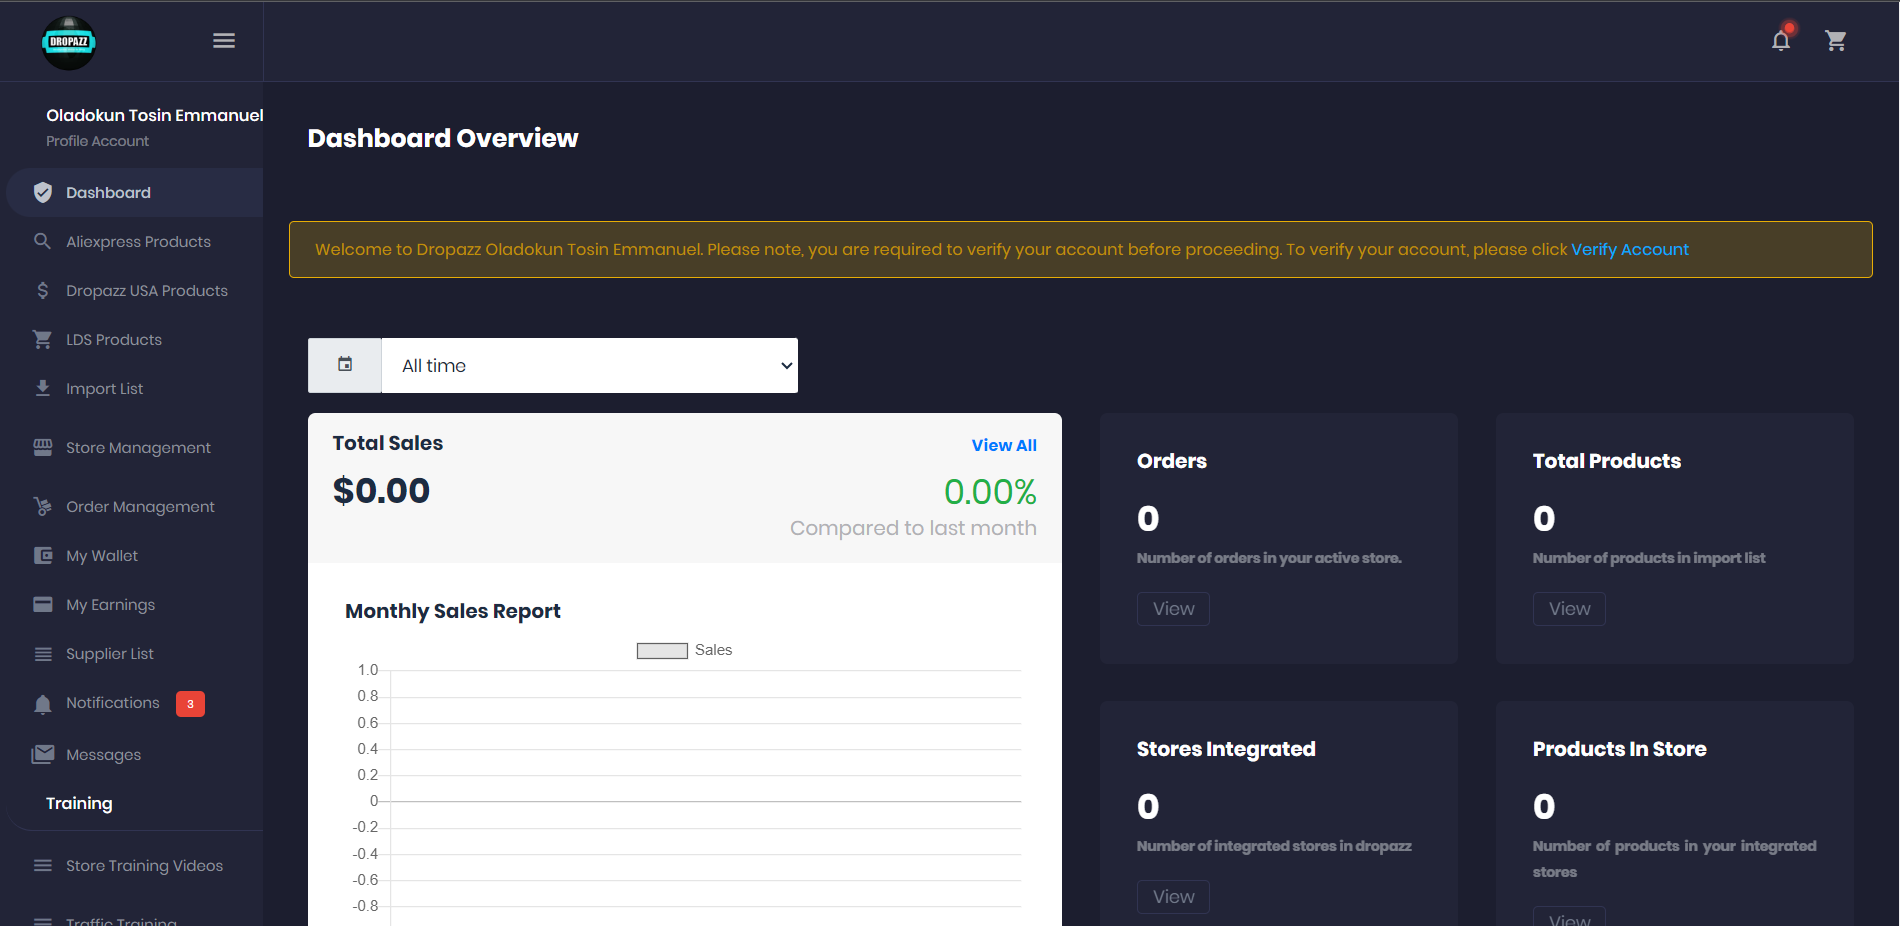 DROPAZZ
Oladokun Tosin Emmanuel
Profile Account
Dashboard
Aliexpress Products
Dropazz USA Products
LDS Products
Import List
Store Management
Order Management
My Wallet
My Earnings
Supplier List
Notifications 3
Messages
Training
Store Training Videos
Traffic Training
Dashboard Overview
Welcome to Dropazz Oladokun Tosin Emmanuel. Please note, you are required to verify your account before proceeding. To verify your account, please click Verify Account
All time
Total Sales View All
$0.00 0.00%
Compared to last month
Monthly Sales Report
Sales
1.0
0.8
0.6
0.4
0.2
0
-0.2
-0.4
-0.6
-0.8
Orders
0
Number of orders in your active store.
View
Total Products
0
Number of products in import list
View
Stores Integrated
0
Number of integrated stores in dropazz
View
Products In Store
0
Number of products in your integrated
stores
View